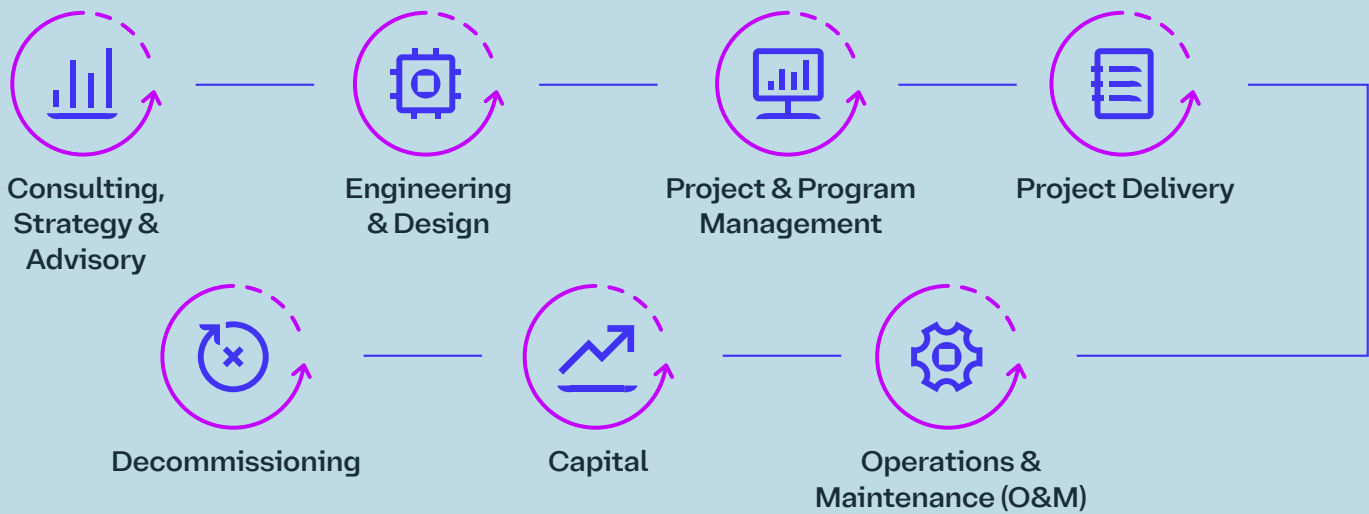 Consulting,
Strategy &
Advisory
Engineering
& Design
Project & Program
Management
Project Delivery
Decommissioning
Capital
Operations &
Maintenance (O&M)